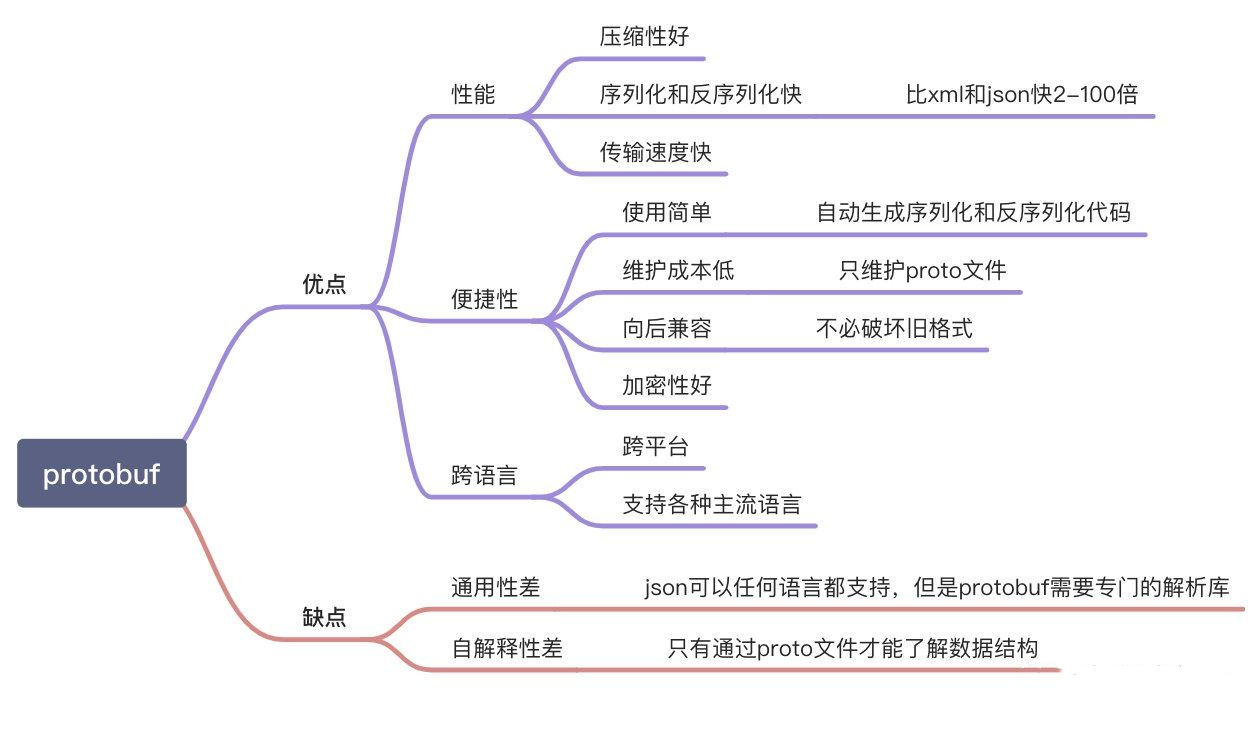 protobuf
优点
性能
压缩性好
序列化和反序列化快
比xml和json快2-100倍
传输速度快
便捷性
使用简单
自动生成序列化和反序列化代码
维护成本低
只维护proto文件
向后兼容
不必破坏旧格式
加密性好
跨语言
跨平台
支持各种主流语言
缺点
通用性差
json可以任何语言都支持，但是protobuf需要专门的解析库
自解释性差
只有通过proto文件才能了解数据结构